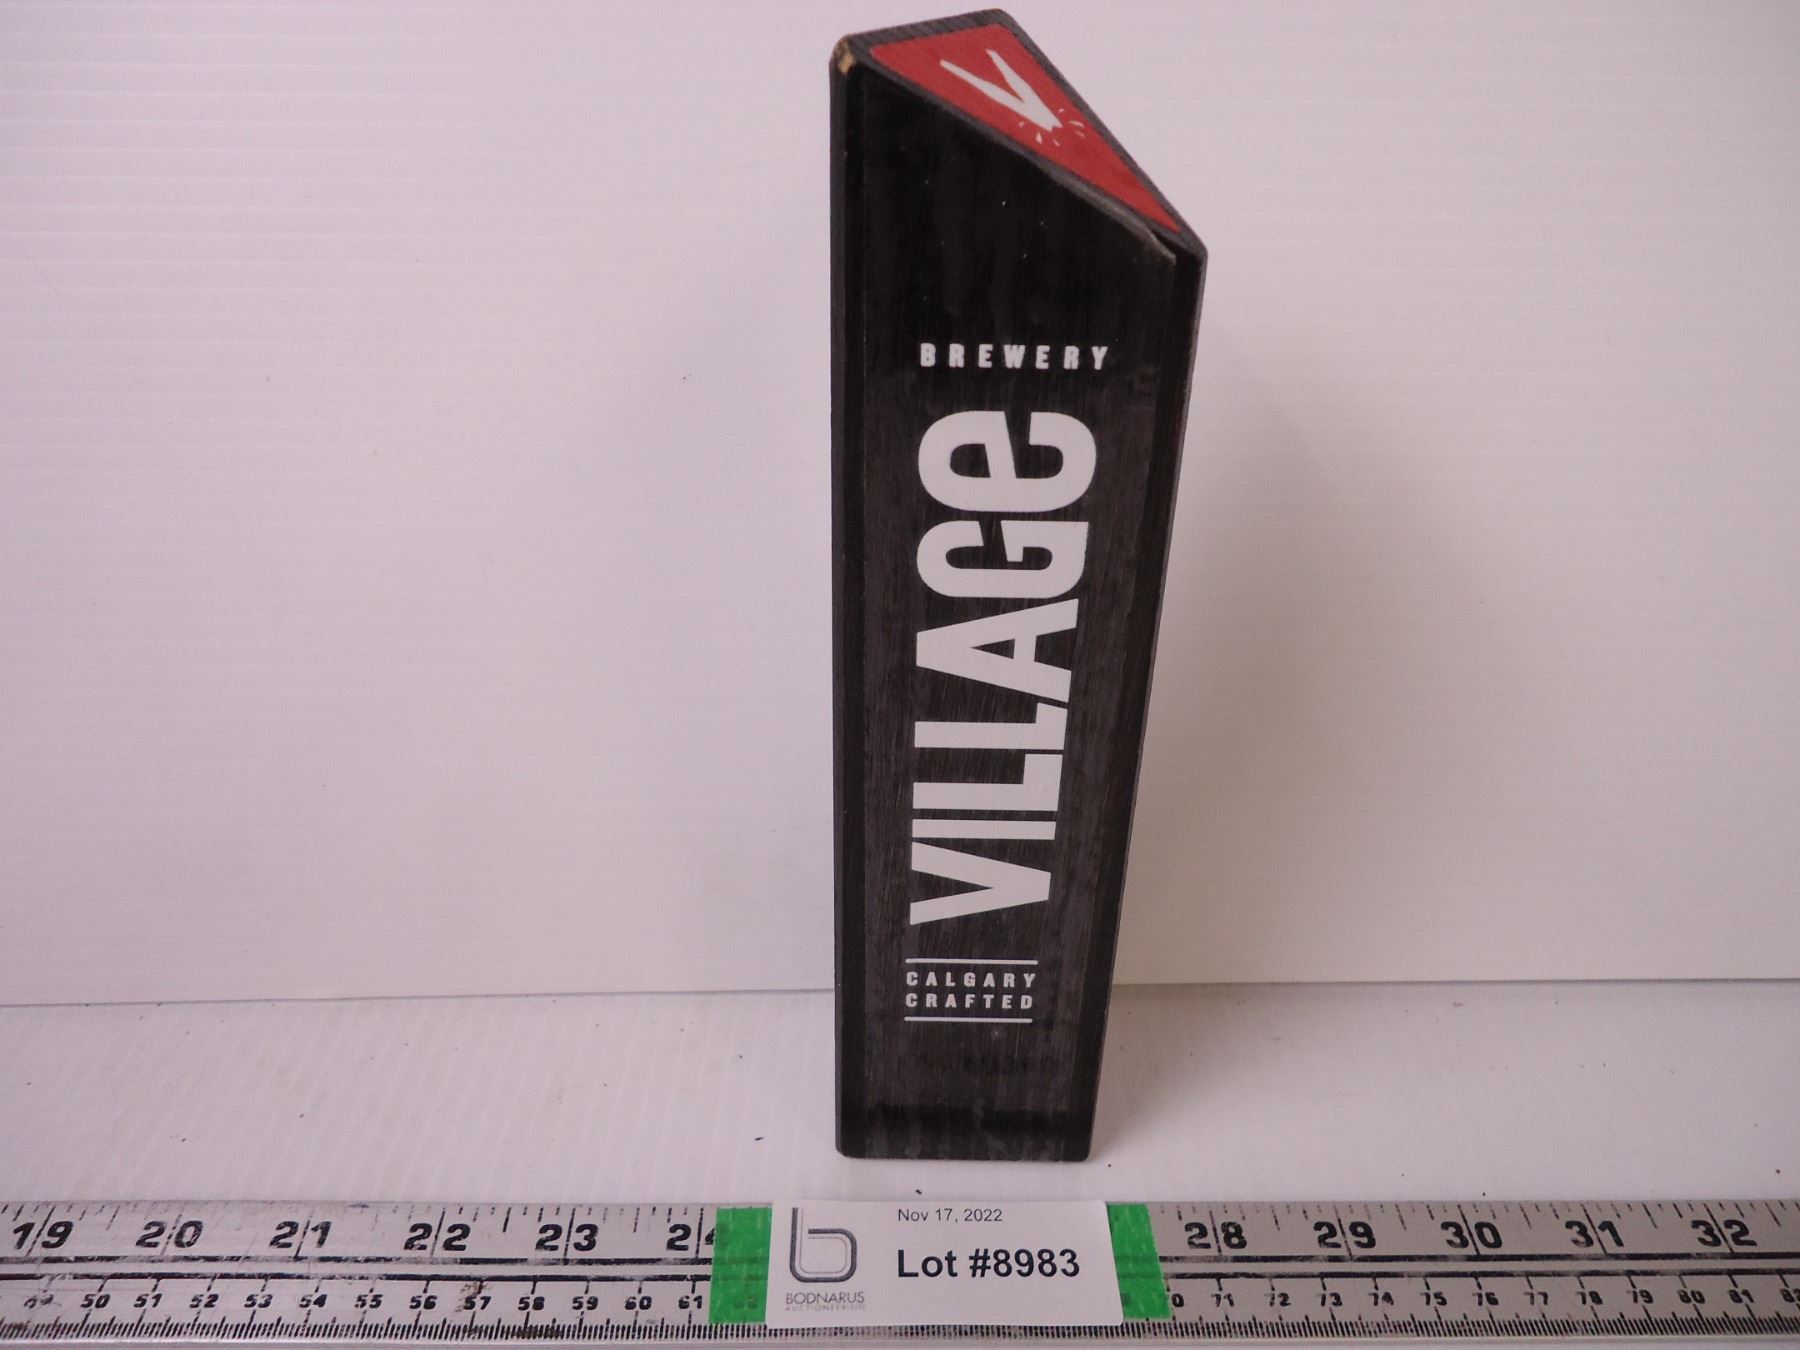 V
BREWERY
VILLAGe
CALGARY
CRAFTED
Nov 17, 2022
Lot #8983
b
BODNARUS
AUCTIONEERING
19 20 21 22 23 28 29 30 31 32
50 51 52 53 54 55 56 57 58 59 60 61 71 72 73 74 75 76 77 78 79 80 81